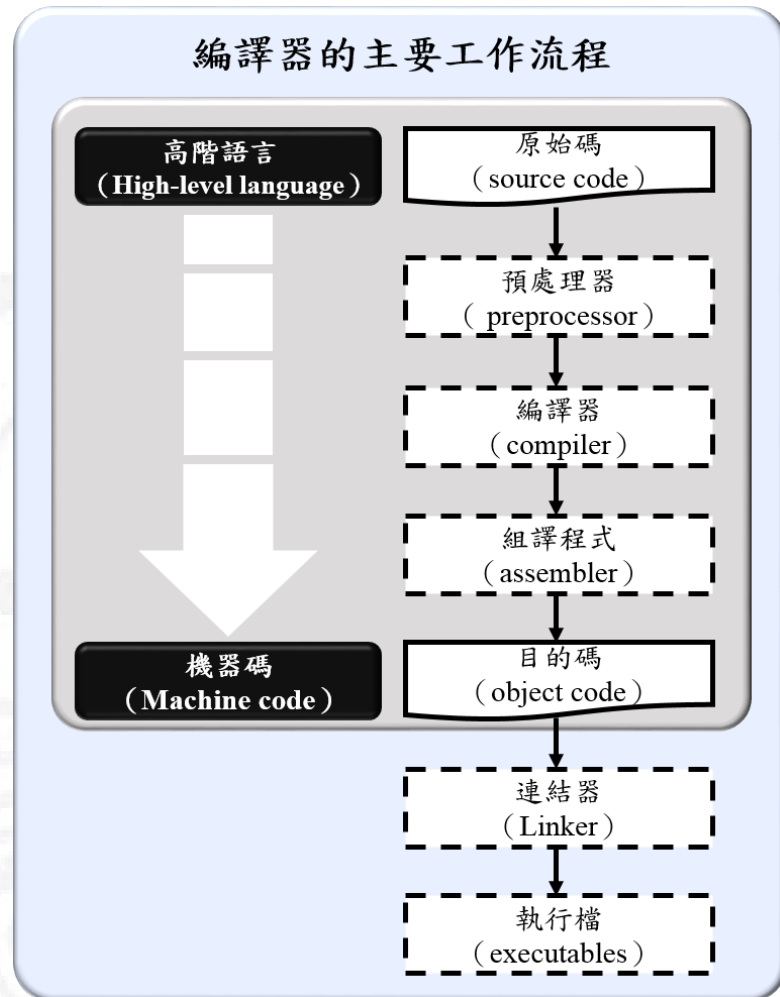 編譯器的主要工作流程
高階語言
（High-level language）
原始碼
（source code）
預處理器
（ preprocessor）
編譯器
（compiler）
組譯程式
（assembler）
機器碼
（Machine code）
目的碼
（object code）
連結器
（Linker）
執行檔
（executables）